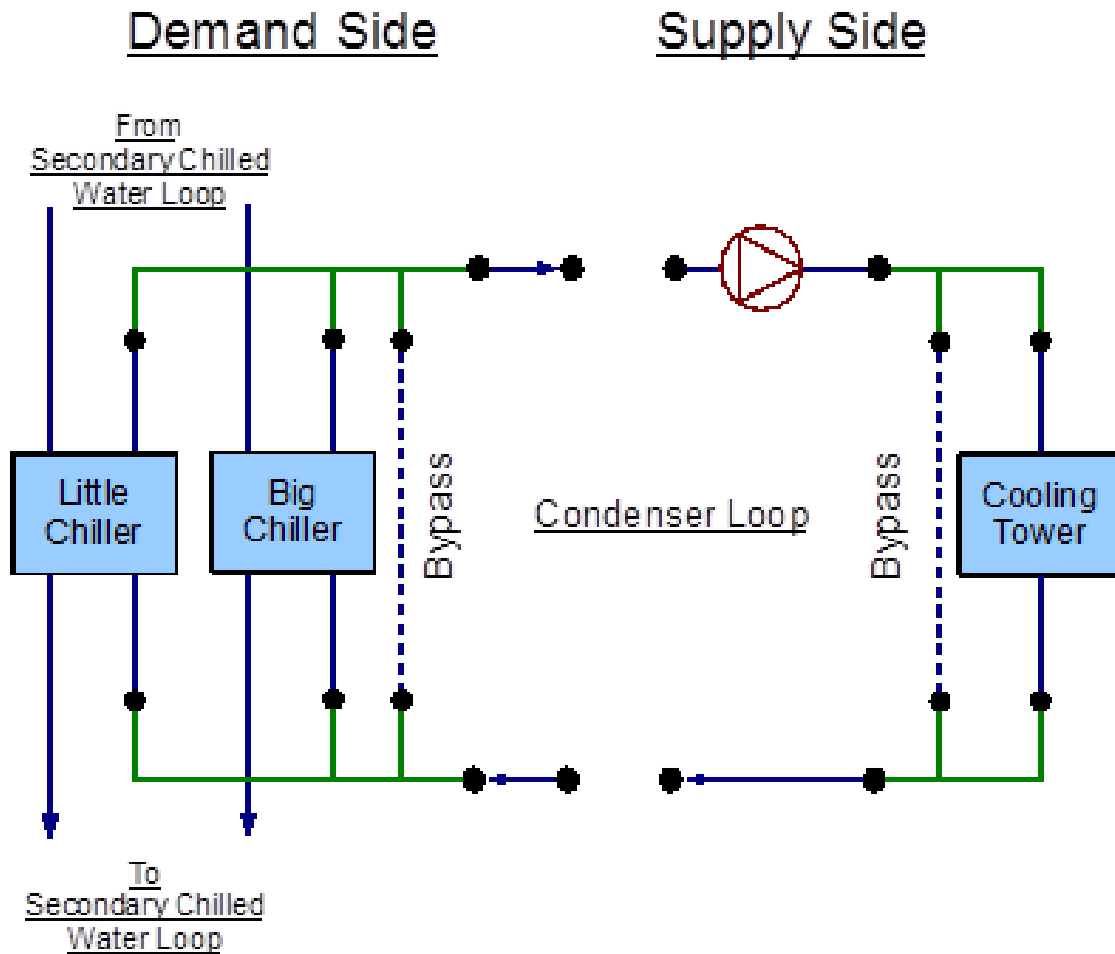 Demand Side
Supply Side
From
Secondary Chilled
Water Loop
Little
Chiller
Big
Chiller
Bypass
Condenser Loop
Bypass
Cooling
Tower
To
Secondary Chilled
Water Loop